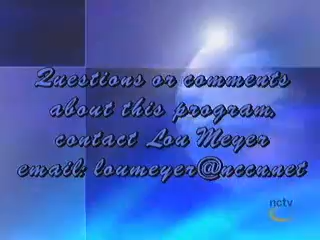 Questions or comments
about this program,
contact Lou Meyer
email: loumeyer@nccn.net
nctv